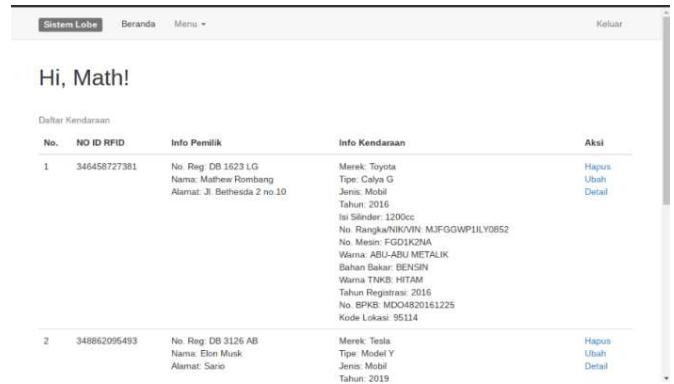 Sistem Lobe Beranda Menu Keluar
Hi, Math!
Daftar Kendaraan
No. NO ID RFID Info Pemilik Info Kendaraan Aksi
1 346458727381 No. Reg: DB 1623 LG Merek: Toyota Hapus
Nama: Mathew Rombang Tipe: Calya G Ubah
Alamat: Jl. Bethesda 2 no.10 Jenis: Mobil Detail
Tahun: 2016
Isi Silinder: 1200cc
No. Rangka/NIK/VIN: MJFGGWP1ILY0852
No. Mesin: FGD1K2NA
Warna: ABU-ABU METALIK
Bahan Bakar: BENSIN
Warna TNKB: HITAM
Tahun Registrasi: 2016
No. BPKB: MDO4820161225
Kode Lokasi: 95114
2 348862095493 No. Reg: DB 3126 AB Merek: Tesla Hapus
Nama: Elon Musk Tipe: Model Y Ubah
Alamat: Sario Jenis: Mobil Detail
Tahun: 2019